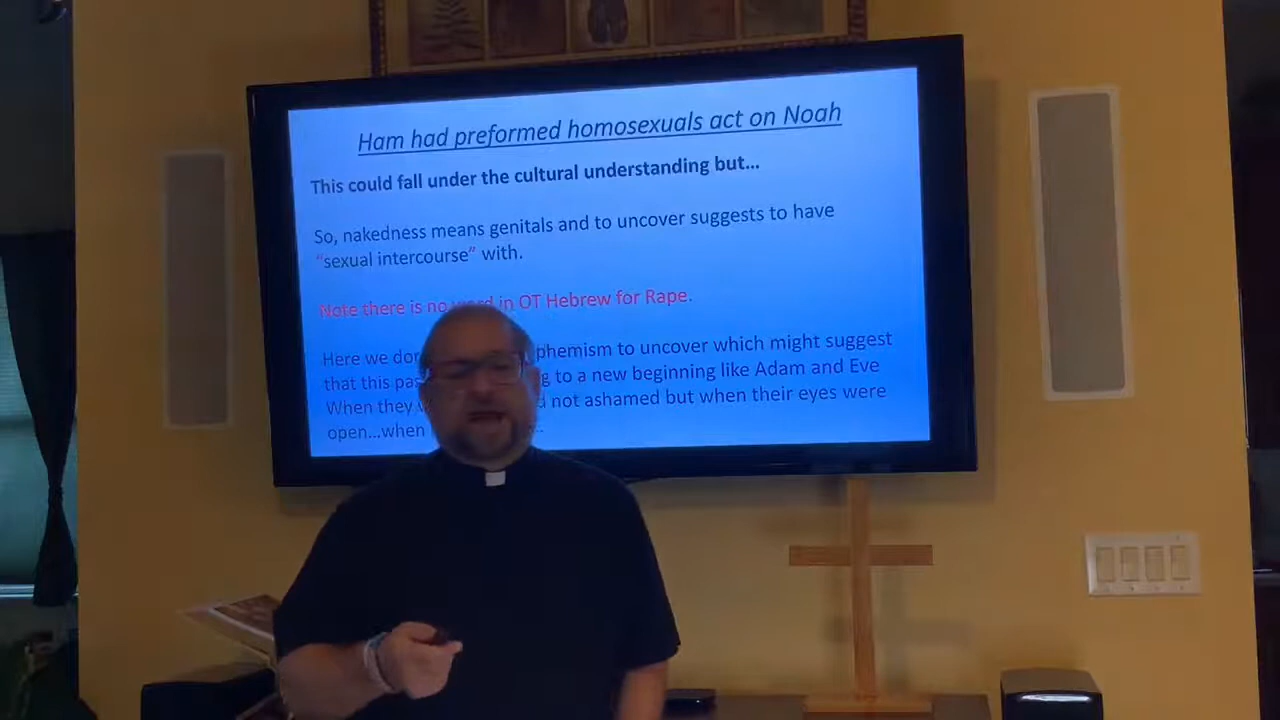 Ham had preformed homosexuals act on Noah
This could fall under the cultural understanding but...
So, nakedness means genitals and to uncover suggests to have
"sexual intercourse" with.
Note there is no word in OT Hebrew for Rape.
Here we phemism to uncover which might suggest
that this to a new beginning like Adam and Eve
When they not ashamed but when their eyes were
open...when